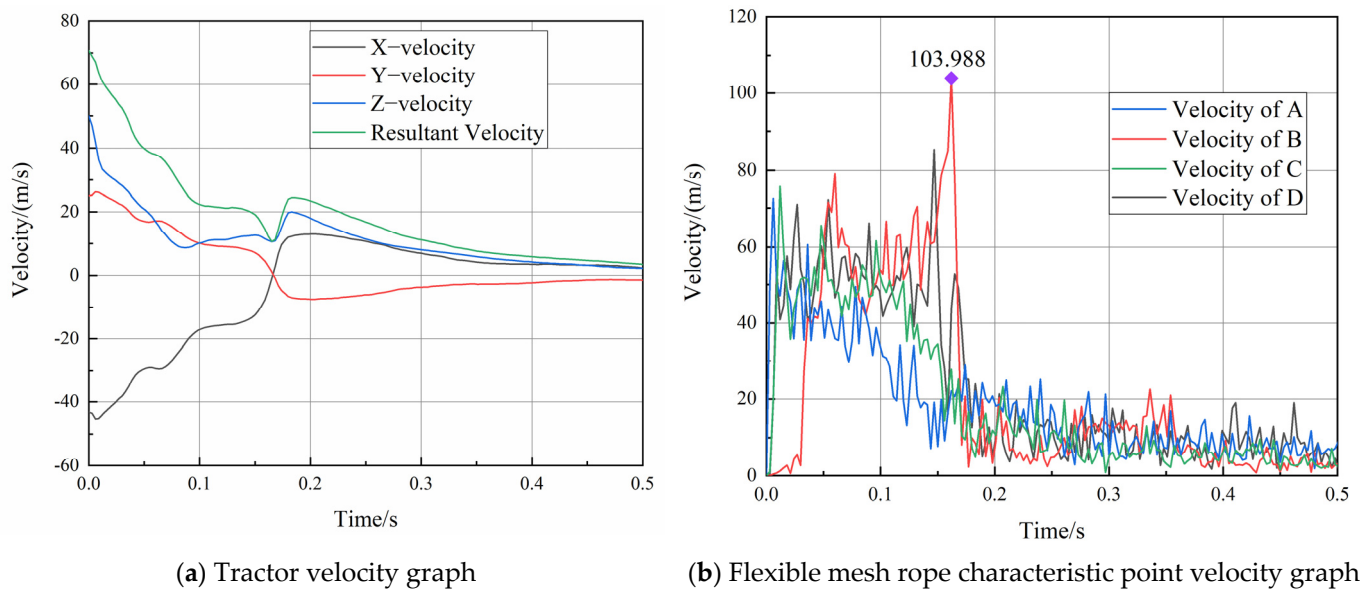 80
60
40
20
0
-20
-40
-60
Velocity/(m/s)
X−velocity
Y−velocity
Z−velocity
Resultant Velocity
0.0 0.1 0.2 0.3 0.4 0.5
Time/s
(a) Tractor velocity graph
120
100
80
60
40
20
0
Velocity/(m/s)
103.988
Velocity of A
Velocity of B
Velocity of C
Velocity of D
0.0 0.1 0.2 0.3 0.4 0.5
Time/s
(b) Flexible mesh rope characteristic point velocity graph